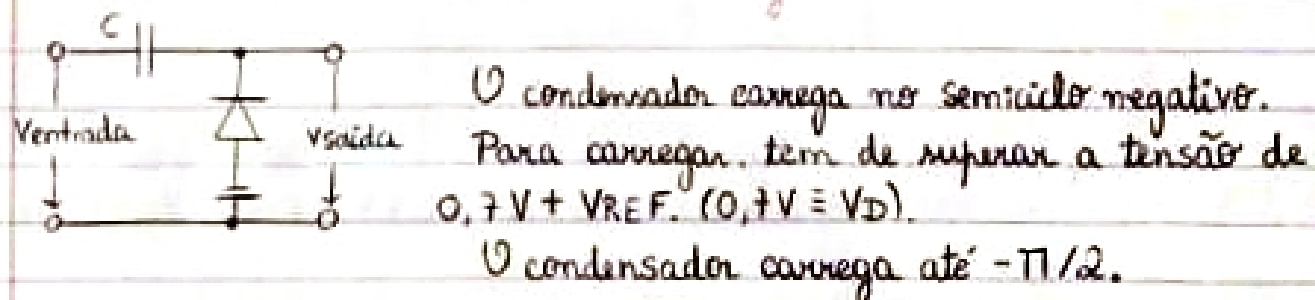 C
Ventrada
vsaída
O condensador carrega no semiciclo negativo.
Para carregar. tem de superar a tensão de
0,7V + VREF. (0,7V ≡ VD).
O condensador carrega até -π/2.